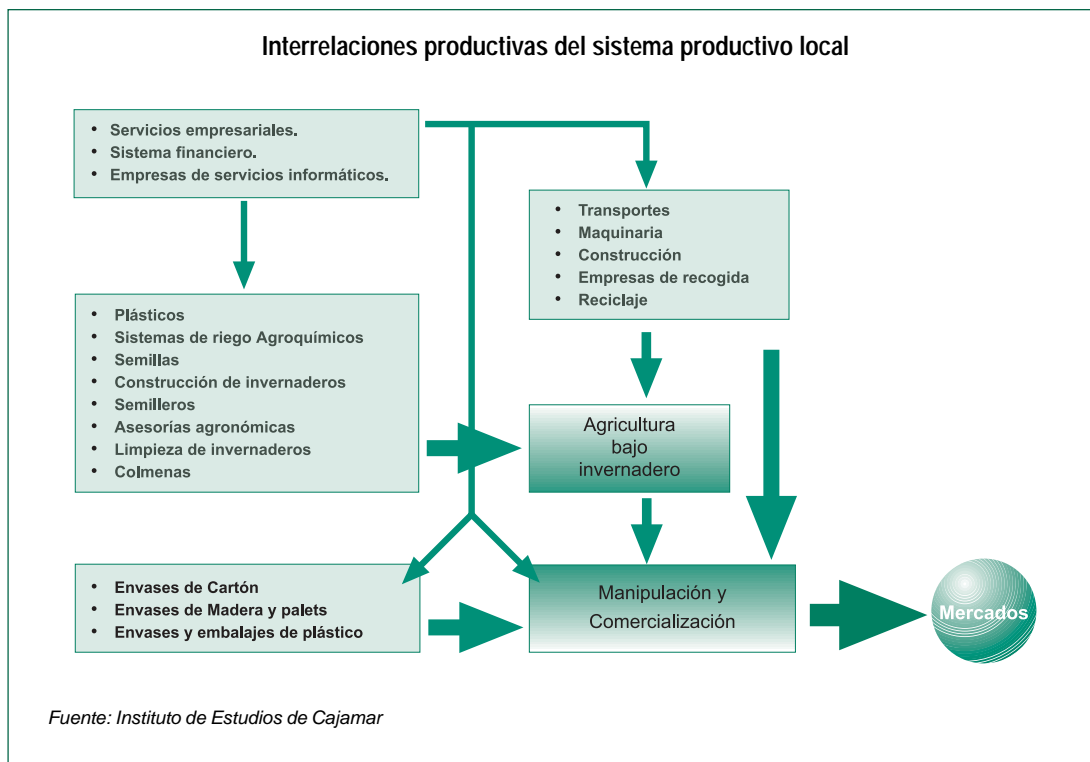 Interrelaciones productivas del sistema productivo local
• Servicios empresariales.
• Sistema financiero.
• Empresas de servicios informáticos.
• Transportes
• Maquinaria
• Construcción
• Empresas de recogida
• Reciclaje
• Plásticos
• Sistemas de riego Agroquímicos
• Semillas
• Construcción de invernaderos
• Semilleros
• Asesorías agronómicas
• Limpieza de invernaderos
• Colmenas
Agricultura
bajo
invernadero
• Envases de Cartón
• Envases de Madera y palets
• Envases y embalajes de plástico
Manipulación y
Comercialización
Mercados
Fuente: Instituto de Estudios de Cajamar